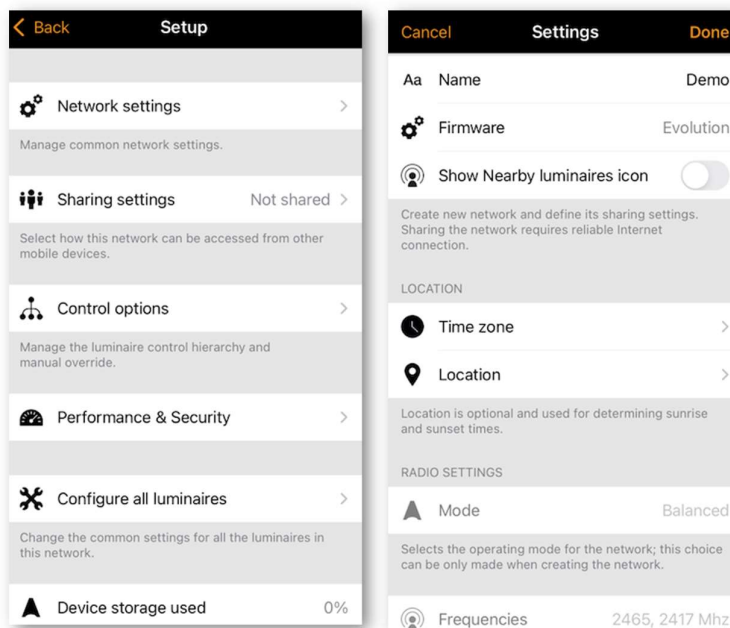 Back
Setup
Network settings
Manage common network settings.
Sharing settings
Not shared
Select how this network can be accessed from other
mobile devices.
Control options
Manage the luminaire control hierarchy and
manual override.
Performance & Security
Configure all luminaires
Change the common settings for all the luminaires in
this network.
Device storage used
0%
Cancel
Settings
Done
Aa
Name
Demo
Firmware
Evolution
Show Nearby luminaires icon
Create new network and define its sharing settings.
Sharing the network requires reliable Internet
connection.
LOCATION
Time zone
Location
Location is optional and used for determining sunrise
and sunset times.
RADIO SETTINGS
Mode
Balanced
Selects the operating mode for the network; this choice
can be only made when creating the network.
Frequencies
2465, 2417 Mhz